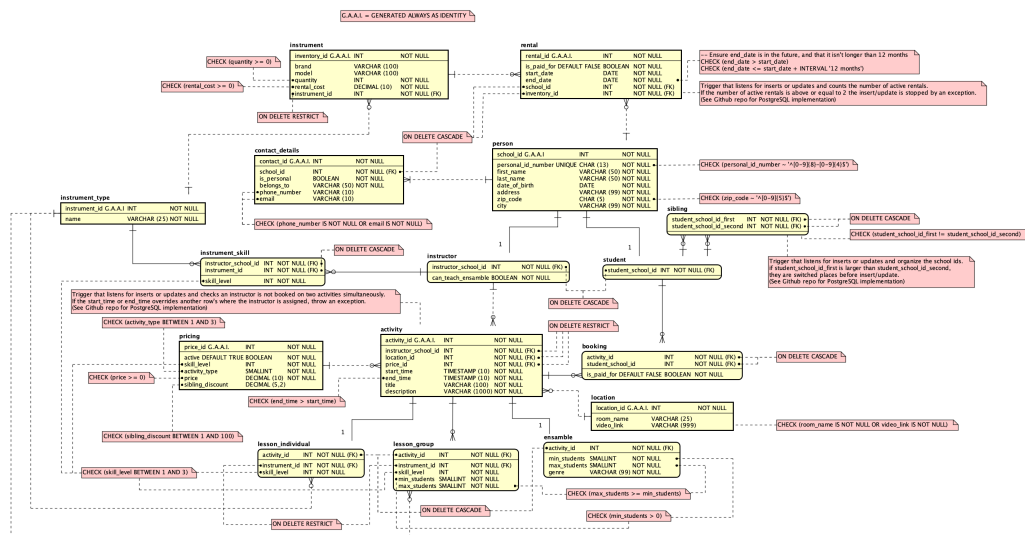 G.A.A.I. = GENERATED ALWAYS AS IDENTITY
instrument
inventory_id G.A.A.I. INT NOT NULL
brand VARCHAR (100)
model VARCHAR (100)
quantity INT NOT NULL
rental_cost DECIMAL (10) NOT NULL
instrument_id INT NOT NULL (FK)
CHECK (quantity >= 0)
CHECK (rental_cost >= 0)
ON DELETE RESTRICT
rental
rental_id G.A.A.I. INT NOT NULL
is_paid_for DEFAULT FALSE BOOLEAN NOT NULL
start_date DATE NOT NULL
end_date DATE NOT NULL
school_id INT NOT NULL (FK)
inventory_id INT NOT NULL (FK)
-- Ensure end_date is in the future, and that it isn't longer than 12 months
CHECK (end_date > start_date)
CHECK (end_date <= start_date + INTERVAL '12 months')
Trigger that listens for inserts or updates and counts the number of active rentals.
If the number of active rentals is above or equal to 2 the insert/update is stopped by an exception.
(See Github repo for PostgreSQL implementation)
ON DELETE CASCADE
contact_details
contact_id G.A.A.I. INT NOT NULL
school_id INT NOT NULL (FK)
is_personal BOOLEAN NOT NULL
belongs_to VARCHAR (50) NOT NULL
phone_number VARCHAR (10)
email VARCHAR (10)
CHECK (phone_number IS NOT NULL OR email IS NOT NULL)
person
school_id G.A.A.I INT NOT NULL
personal_id_number UNIQUE CHAR (13) NOT NULL
first_name VARCHAR (50) NOT NULL
last_name VARCHAR (50) NOT NULL
date_of_birth DATE NOT NULL
address VARCHAR (99) NOT NULL
zip_code CHAR (5) NOT NULL
city VARCHAR (99) NOT NULL
CHECK (personal_id_number ~ '^[0-9]{8}-[0-9]{4}$')
CHECK (zip_code ~ '^[0-9]{5}$')
instrument_type
instrument_id G.A.A.I INT NOT NULL
name VARCHAR (25) NOT NULL
sibling
student_school_id_first INT NOT NULL (FK)
student_school_id_second INT NOT NULL (FK)
ON DELETE CASCADE
CHECK (student_school_id_first != student_school_id_second)
Trigger that listens for inserts or updates and organize the school ids.
if student_school_id_first is larger than student_school_id_second,
they are switched places before insert/update.
(See Github repo for PostgreSQL implementation)
instrument_skill
instructor_school_id INT NOT NULL (FK)
instrument_id INT NOT NULL (FK)
skill_level INT NOT NULL
ON DELETE CASCADE
1
instructor
instructor_school_id INT NOT NULL (FK)
can_teach_ensamble BOOLEAN NOT NULL
1
student
student_school_id INT NOT NULL (FK)
ON DELETE CASCADE
Trigger that listens for inserts or updates and checks an instructor is not booked on two activities simultaneously.
If the start_time or end_time overrides another row's where the instructor is assigned, throw an exception.
(See Github repo for PostgreSQL implementation)
CHECK (activity_type BETWEEN 1 AND 3)
ON DELETE RESTRICT
pricing
price_id G.A.A.I. INT NOT NULL
active DEFAULT TRUE BOOLEAN NOT NULL
skill_level INT NOT NULL
activity_type SMALLINT NOT NULL
price DECIMAL (10) NOT NULL
sibling_discount DECIMAL (5,2)
CHECK (price >= 0)
CHECK (sibling_discount BETWEEN 1 AND 100)
CHECK (end_time > start_time)
activity
activity_id G.A.A.I. INT NOT NULL
instructor_school_id INT NOT NULL (FK)
location_id INT NOT NULL (FK)
price_id INT NOT NULL (FK)
start_time TIMESTAMP (10) NOT NULL
end_time TIMESTAMP (10) NOT NULL
title VARCHAR (100) NOT NULL
description VARCHAR (1000) NOT NULL
booking
activity_id INT NOT NULL (FK)
student_school_id INT NOT NULL (FK)
is_paid_for DEFAULT FALSE BOOLEAN NOT NULL
ON DELETE CASCADE
location
location_id G.A.A.I. INT NOT NULL
room_name VARCHAR (25)
video_link VARCHAR (999)
CHECK (room_name IS NOT NULL OR video_link IS NOT NULL)
1
1
lesson_individual
activity_id INT NOT NULL (FK)
instrument_id INT NOT NULL (FK)
skill_level INT NOT NULL
lesson_group
activity_id INT NOT NULL (FK)
instrument_id INT NOT NULL (FK)
skill_level INT NOT NULL
min_students SMALLINT NOT NULL
max_students SMALLINT NOT NULL
ensamble
activity_id INT NOT NULL (FK)
min_students SMALLINT NOT NULL
max_students SMALLINT NOT NULL
genre VARCHAR (99) NOT NULL
CHECK (skill_level BETWEEN 1 AND 3)
CHECK (max_students >= min_students)
ON DELETE CASCADE
CHECK (min_students > 0)
ON DELETE RESTRICT